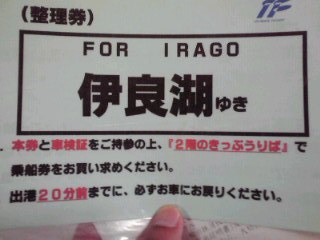 （整理券）
FOR IRAGO
伊良湖ゆき
．本券と車検証をご持参の上、『２階のきっぷうりば』で
乗船券をお買い求めください。
出港２０分前までに、必ずお車にお戻りください。